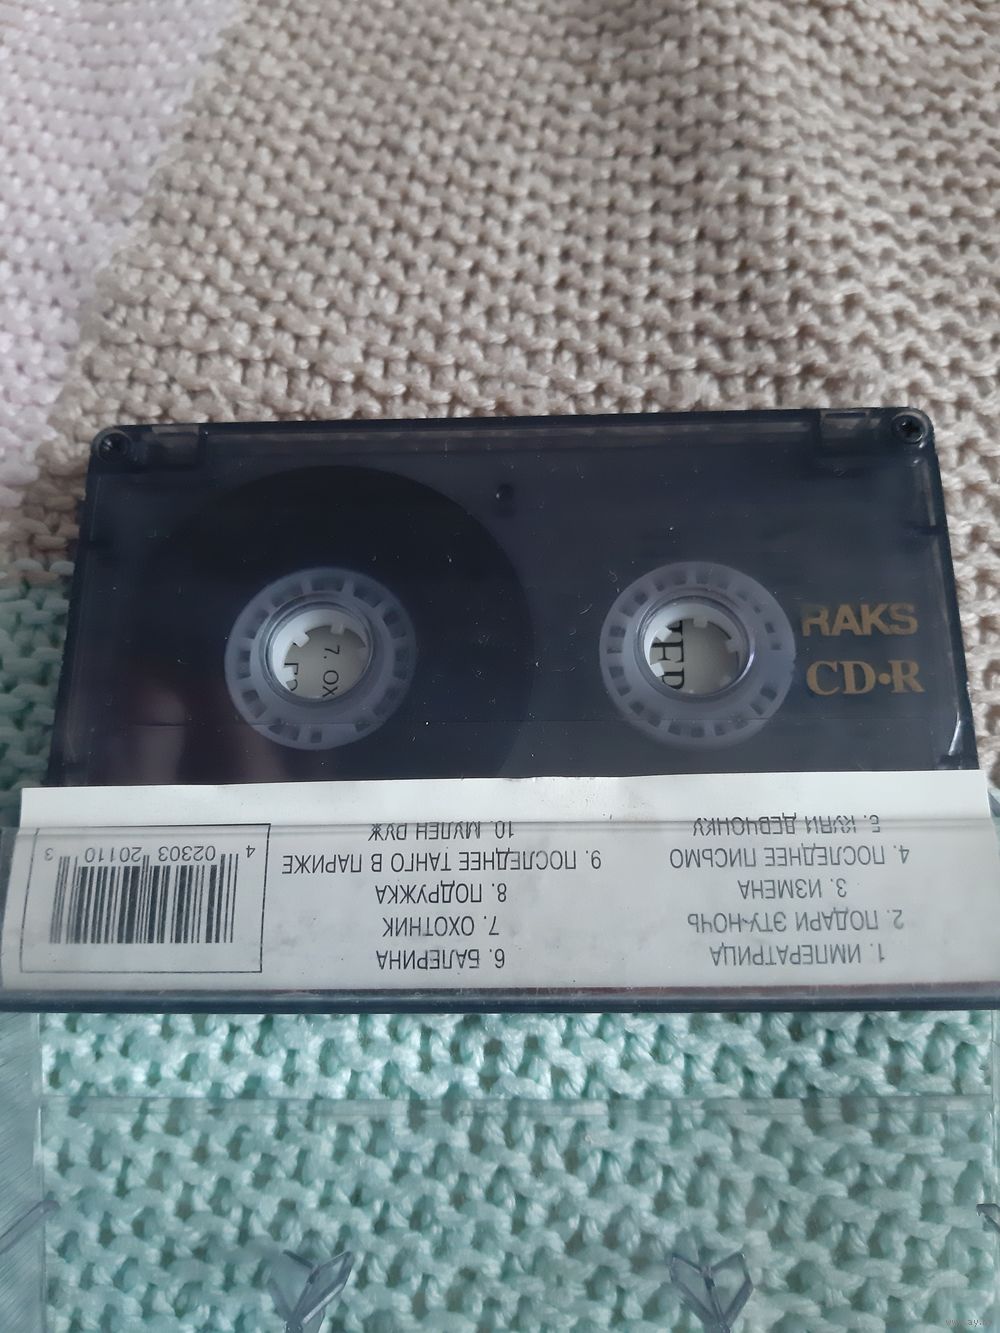 RAKS
CD•R
7. ОХ
1. ИМПЕРАТРИЦА
2. ПОДАРИ ЭТУ НОЧЬ
3. ИЗМЕНА
4. ПОСЛЕДНЕЕ ПИСЬМО
5. КУПИ ДЕВЧОНКУ
6. БАЛЕРИНА
7. ОХОТНИК
8. ПОДРУЖКА
9. ПОСЛЕДНЕЕ ТАНГО В ПАРИЖЕ
10. МУЛЕН РУЖ
4 02303 20110 3